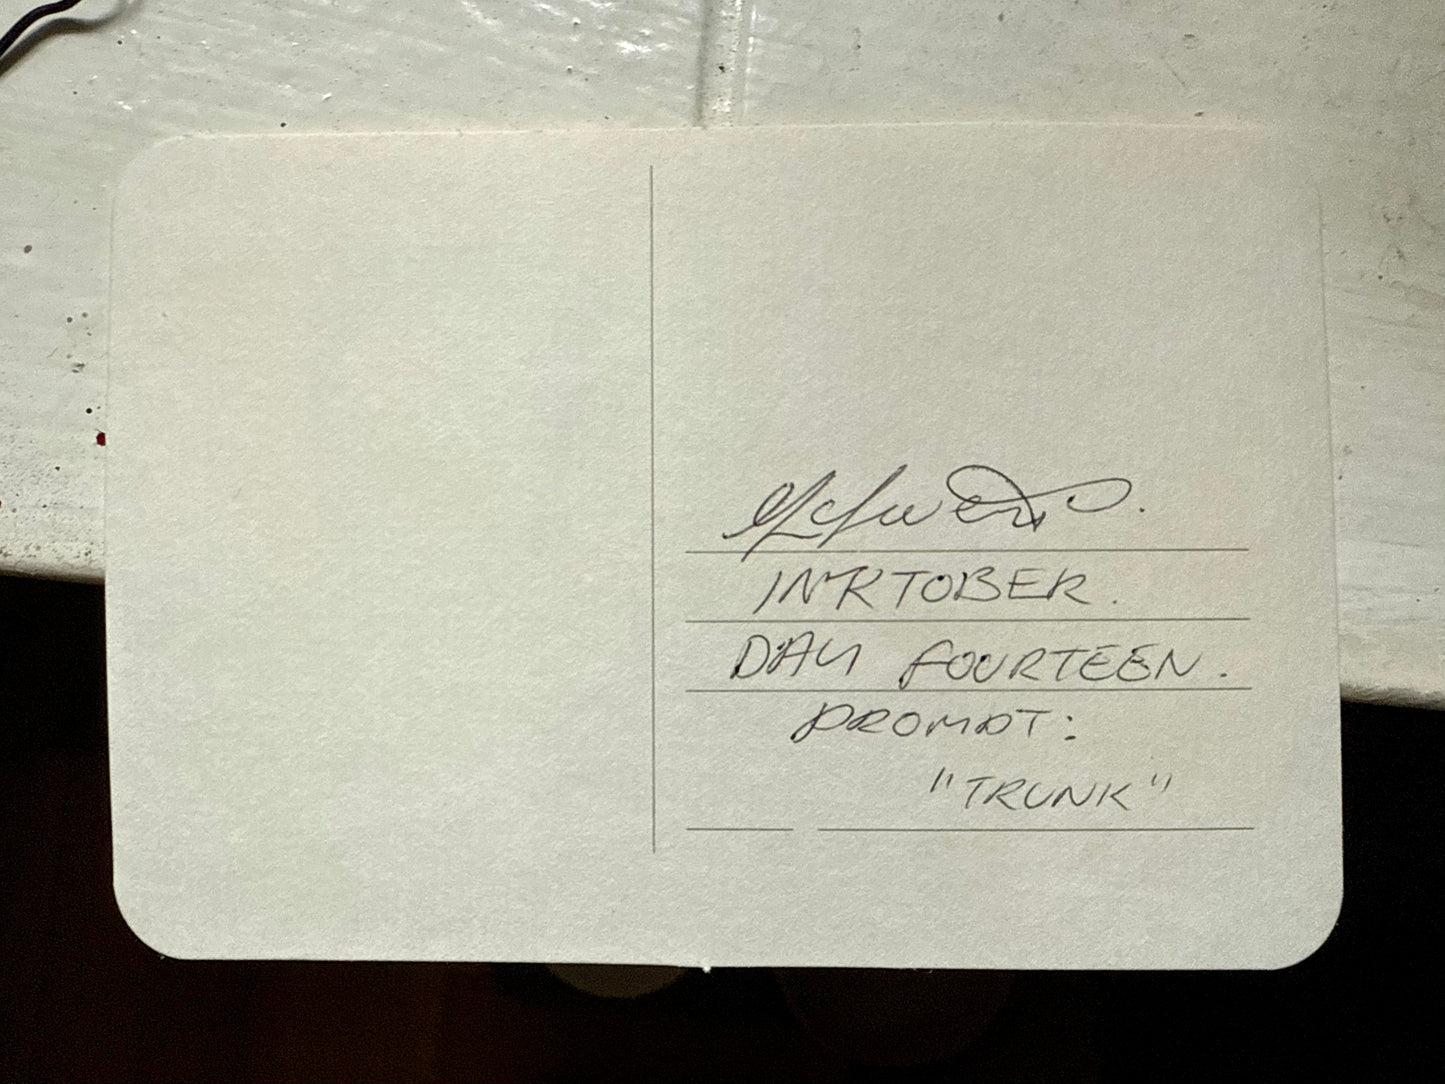 INKTOBER.
DAY FOURTEEN.
PROMPT:
"TRUNK"